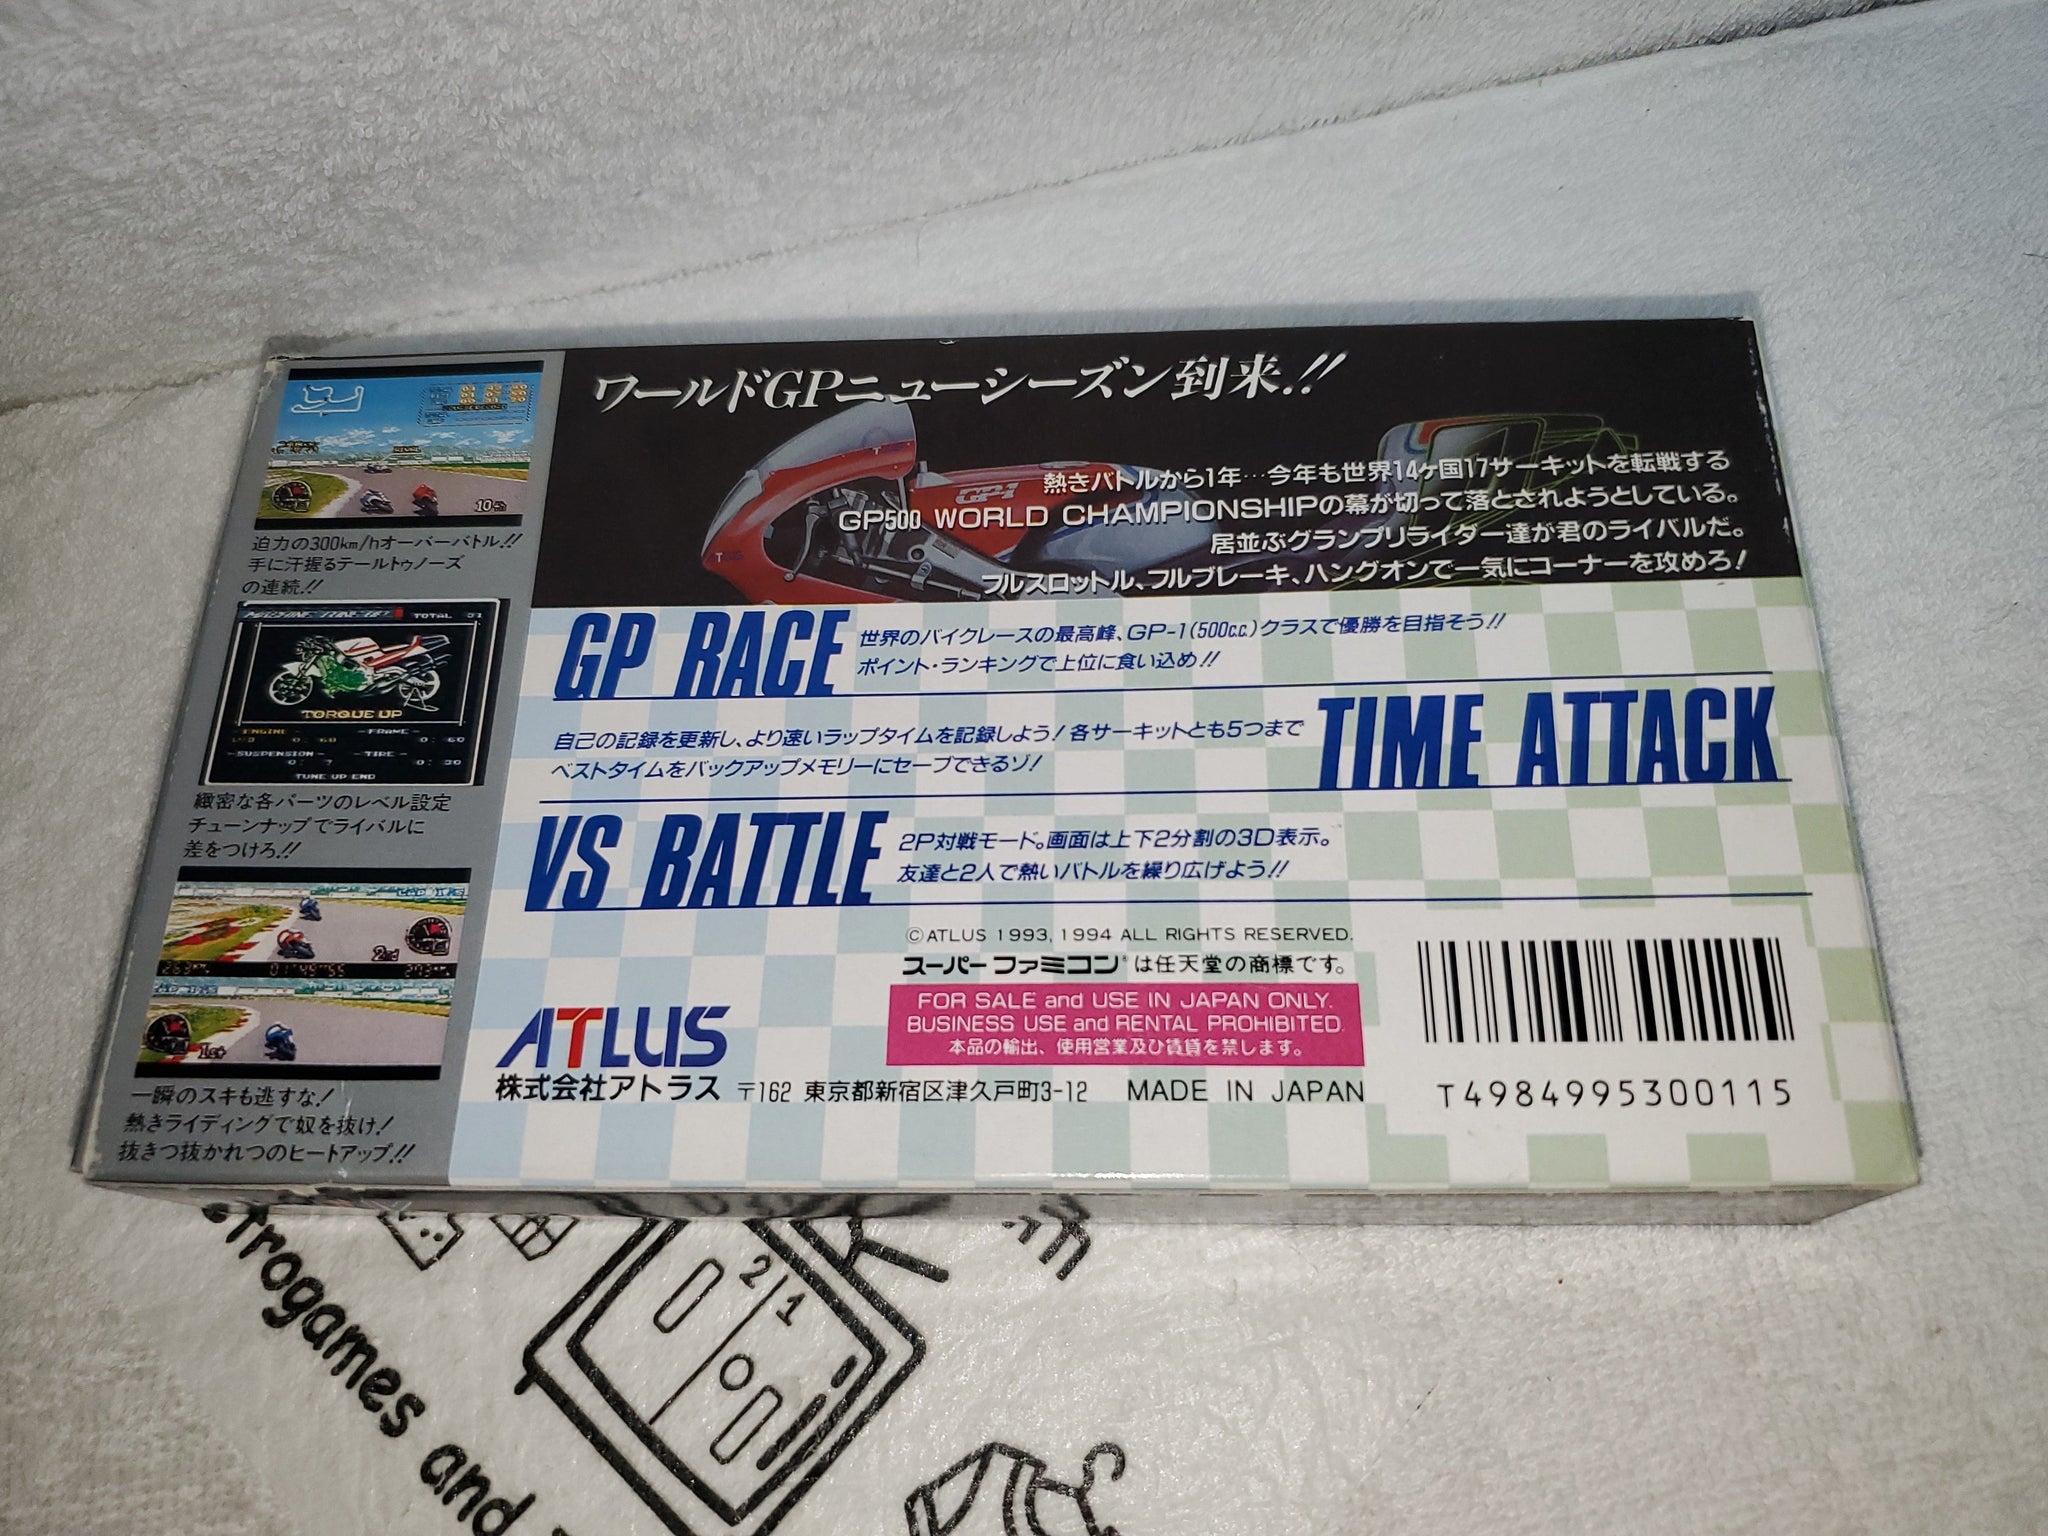 ワールドGPニューシーズン到来!!
熱きバトルから1年…今年も世界14ヶ国17サーキットを転戦する
GP500 WORLD CHAMPIONSHIPの幕が切って落とされようとしている。
居並ぶグランプリライダー達が君のライバルだ。
フルスロットル、フルブレーキ、ハングオンで一気にコーナーを攻めろ!
GP-1
10th
迫力の300km/hオーバーバトル!!
手に汗握るテールトゥノーズ
の連続!!
MACHINE TUNE UP
TOTAL
TORQUE UP
ENGINE
FRAME
SUSPENSION
TIRE
TUNE UP END
緻密な各パーツのレベル設定
チューンナップでライバルに
差をつけろ!!
2nd
1st
一瞬のスキも逃すな!
熱きライディングで奴を抜け!
抜きつ抜かれつのヒートアップ!!
GP RACE
世界のバイクレースの最高峰、GP-1(500c.c.)クラスで優勝を目指そう!!
ポイント・ランキングで上位に食い込め!!
自己の記録を更新し、より速いラップタイムを記録しよう!各サーキットとも5つまで
ベストタイムをバックアップメモリーにセーブできるゾ!
TIME ATTACK
VS BATTLE
2P対戦モード。画面は上下2分割の3D表示。
友達と2人で熱いバトルを繰り広げよう!!
©ATLUS 1993, 1994 ALL RIGHTS RESERVED.
スーパーファミコン®は任天堂の商標です。
FOR SALE and USE IN JAPAN ONLY.
BUSINESS USE and RENTAL PROHIBITED.
本品の輸出、使用営業及び賃貸を禁じます。
ATLUS
株式会社アトラス 〒162 東京都新宿区津久戸町3-12 MADE IN JAPAN
T4984995300115
2 1
trogames and